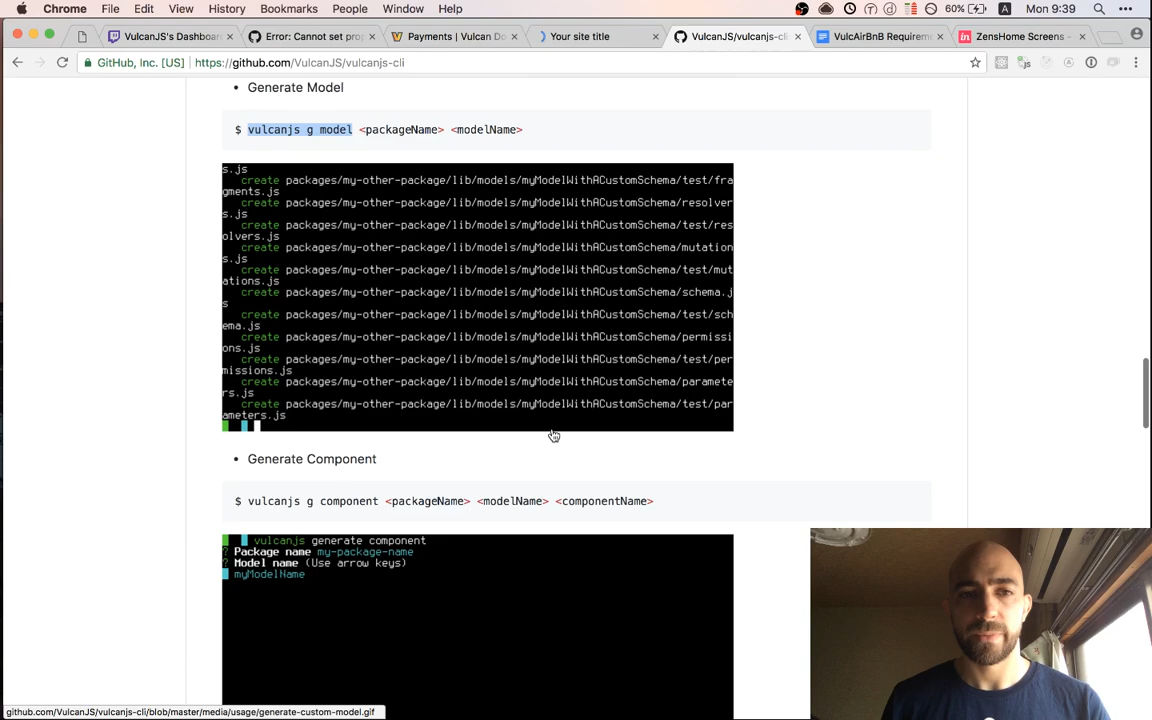 Chrome File Edit View History Bookmarks People Window Help 60% A Mon 9:39
VulcanJS's Dashboar
Error: Cannot set prop
Payments | Vulcan Do
Your site title
VulcanJS/vulcanjs-cli:
VulcAirBnB Requireme
ZensHome Screens -
GitHub, Inc. [US] | https://github.com/VulcanJS/vulcanjs-cli
• Generate Model
$ vulcanjs g model <packageName> <modelName>
s.js
create packages/my-other-package/lib/models/myModelWithACustomSchema/test/fra
gments.js
create packages/my-other-package/lib/models/myModelWithACustomSchema/resolver
s.js
create packages/my-other-package/lib/models/myModelWithACustomSchema/test/res
olvers.js
create packages/my-other-package/lib/models/myModelWithACustomSchema/mutation
s.js
create packages/my-other-package/lib/models/myModelWithACustomSchema/test/mut
ations.js
create packages/my-other-package/lib/models/myModelWithACustomSchema/schema.j
s
create packages/my-other-package/lib/models/myModelWithACustomSchema/test/sch
ema.js
create packages/my-other-package/lib/models/myModelWithACustomSchema/permissi
ons.js
create packages/my-other-package/lib/models/myModelWithACustomSchema/test/per
missions.js
create packages/my-other-package/lib/models/myModelWithACustomSchema/paramete
rs.js
create packages/my-other-package/lib/models/myModelWithACustomSchema/test/par
ameters.js
• Generate Component
$ vulcanjs g component <packageName> <modelName> <componentName>
vulcanjs generate component
? Package name my-package-name
? Model name (Use arrow keys)
myModelName
github.com/VulcanJS/vulcanjs-cli/blob/master/media/usage/generate-custom-model.gif